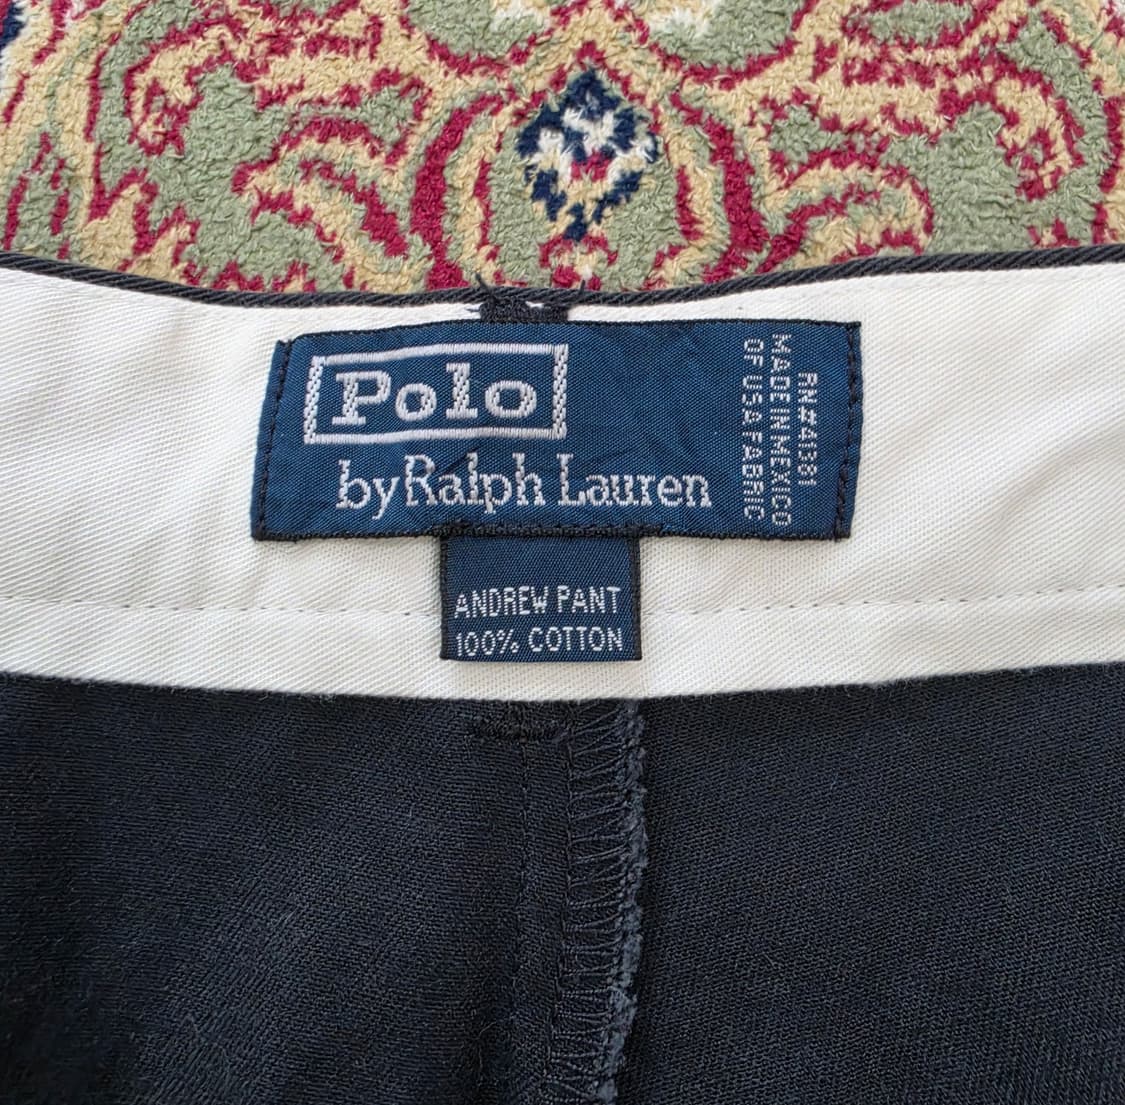 Polo
by Ralph Lauren
RN#41381
MADE IN MEXICO
OF USA FABRIC
ANDREW PANT
100% COTTON